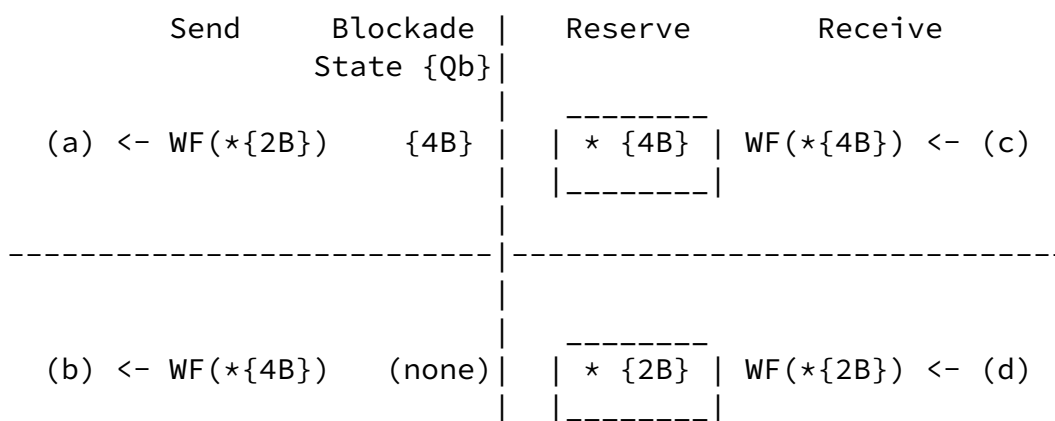 Send Blockade | Reserve Receive
State {Qb}|
|
| ________
(a) <- WF(*{2B}) {4B} | | * {4B} | WF(*{4B}) <- (c)
| |________|
|
---------------------------|-------------------------------
|
| ________
(b) <- WF(*{4B}) (none)| | * {2B} | WF(*{2B}) <- (d)
| |________|